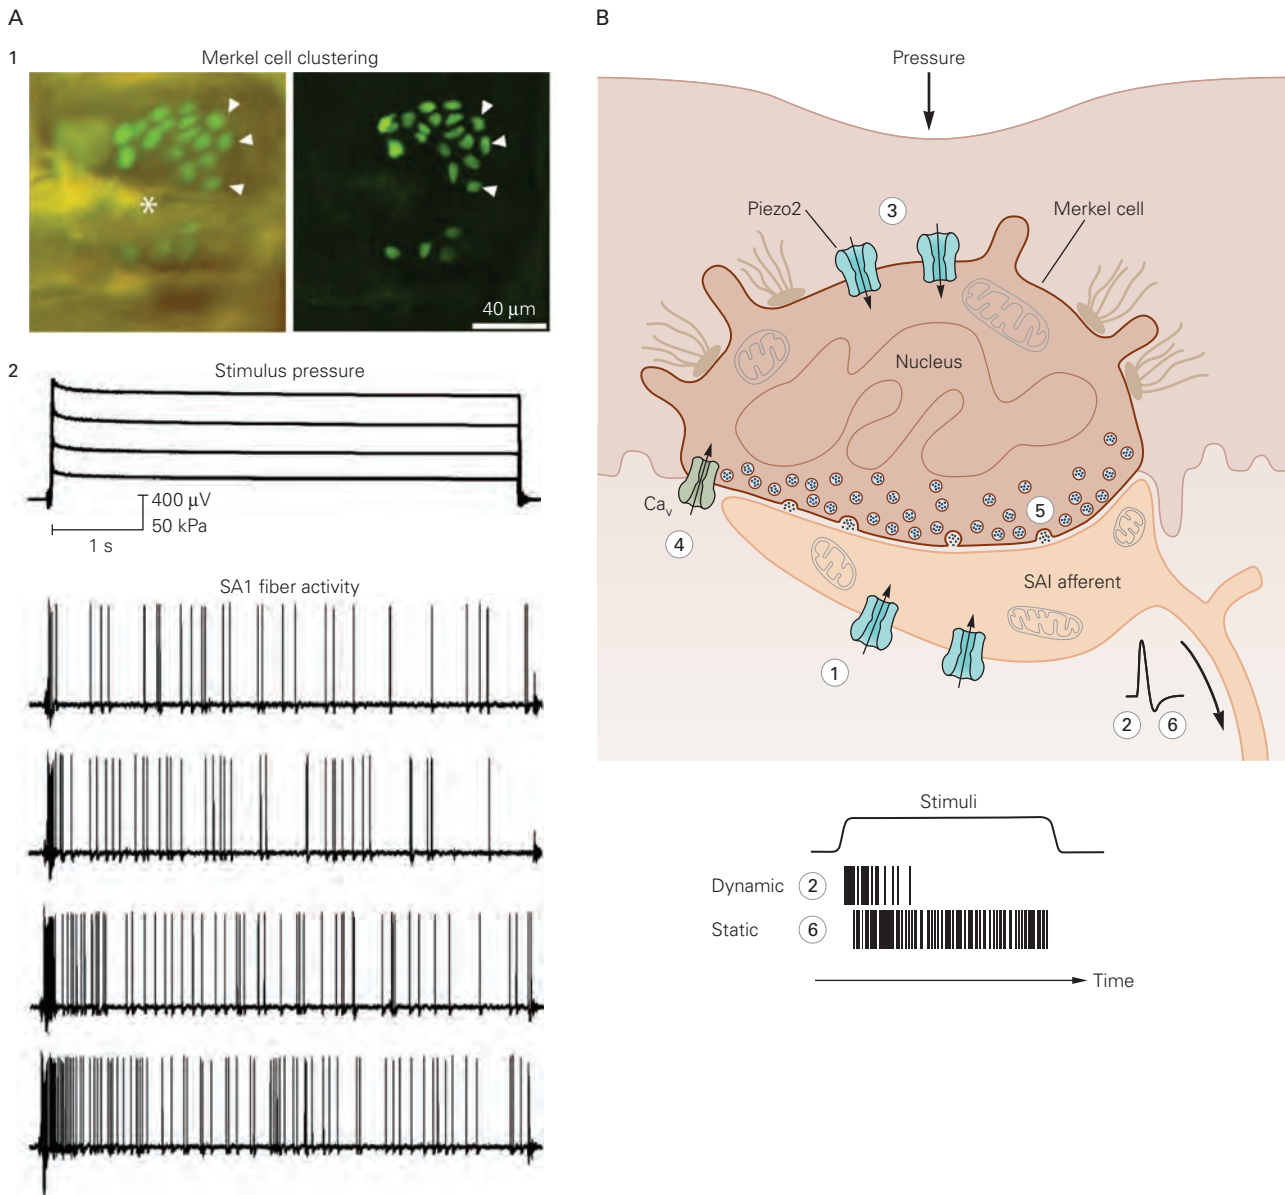 A
1
Merkel cell clustering
40 μm
2
Stimulus pressure
400 μV
50 kPa
1 s
SA1 fiber activity
B
Pressure
Piezo2
3
Merkel cell
Nucleus
Cav
4
5
SAI afferent
1
2
6
Stimuli
Dynamic 2
Static 6
Time